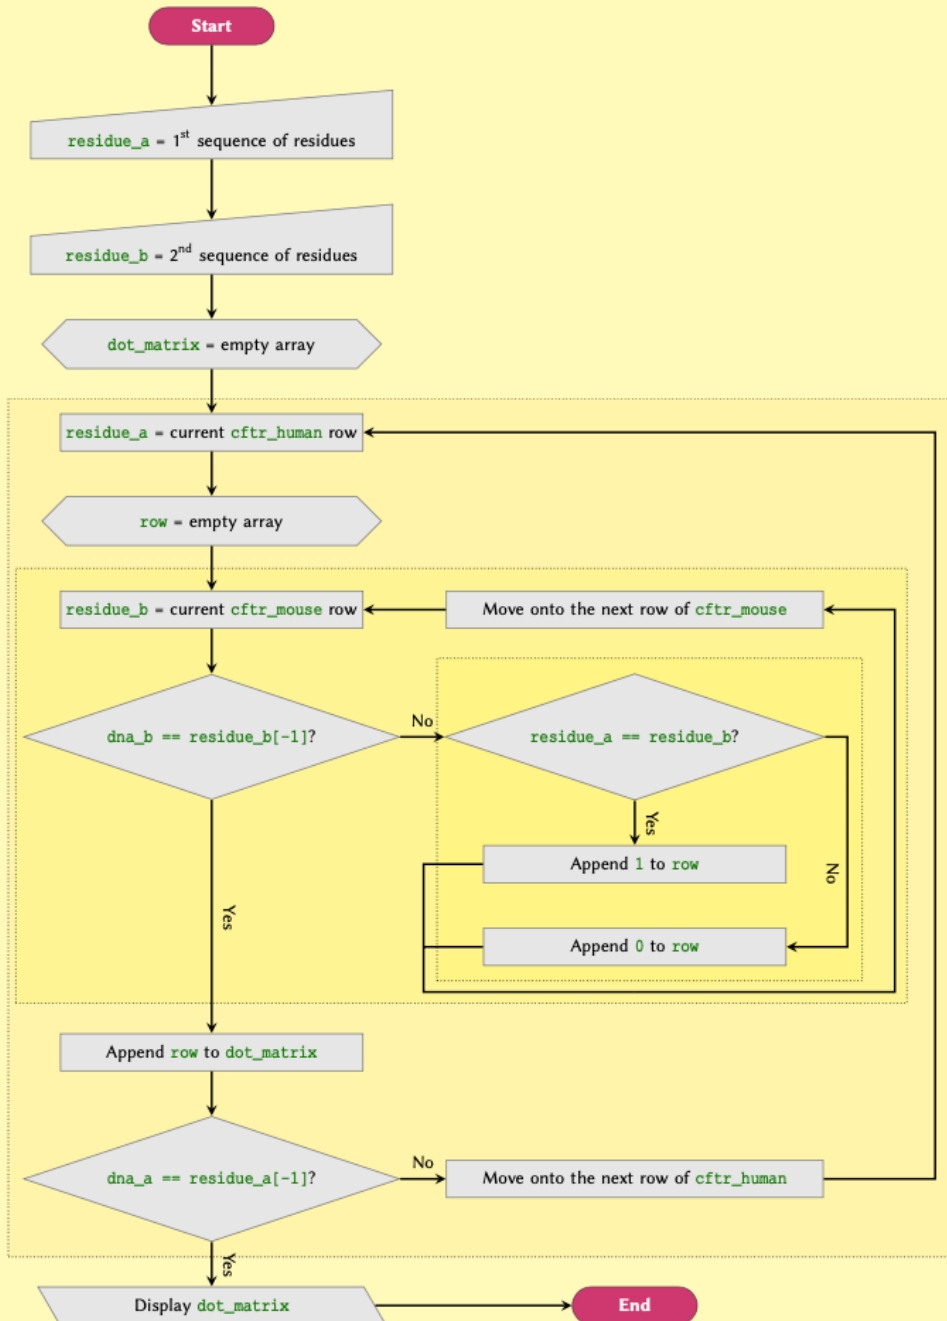 Start
residue_a = 1st sequence of residues
residue_b = 2nd sequence of residues
dot_matrix = empty array
residue_a = current cftr_human row
row = empty array
residue_b = current cftr_mouse row
Move onto the next row of cftr_mouse
dna_b == residue_b[-1]?
No
residue_a == residue_b?
Yes
Append 1 to row
No
Yes
Append 0 to row
Append row to dot_matrix
dna_a == residue_a[-1]?
No
Move onto the next row of cftr_human
Yes
Display dot_matrix
End